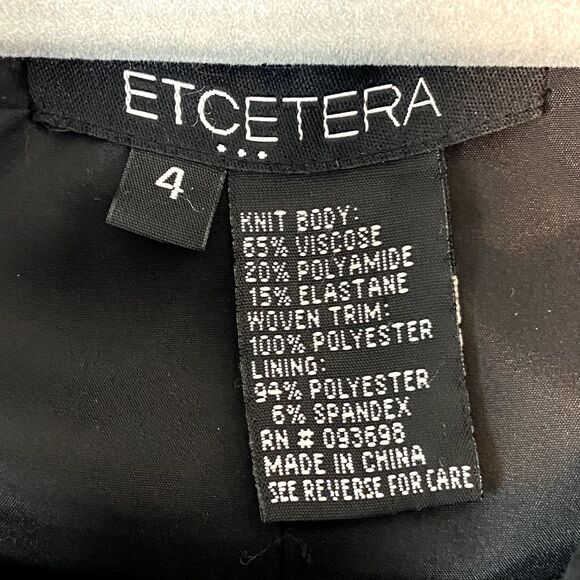 ETCETERA
...
4
KNIT BODY:
65% VISCOSE
20% POLYAMIDE
15% ELASTANE
WOVEN TRIM:
100% POLYESTER
LINING:
94% POLYESTER
6% SPANDEX
RN # 093698
MADE IN CHINA
SEE REVERSE FOR CARE